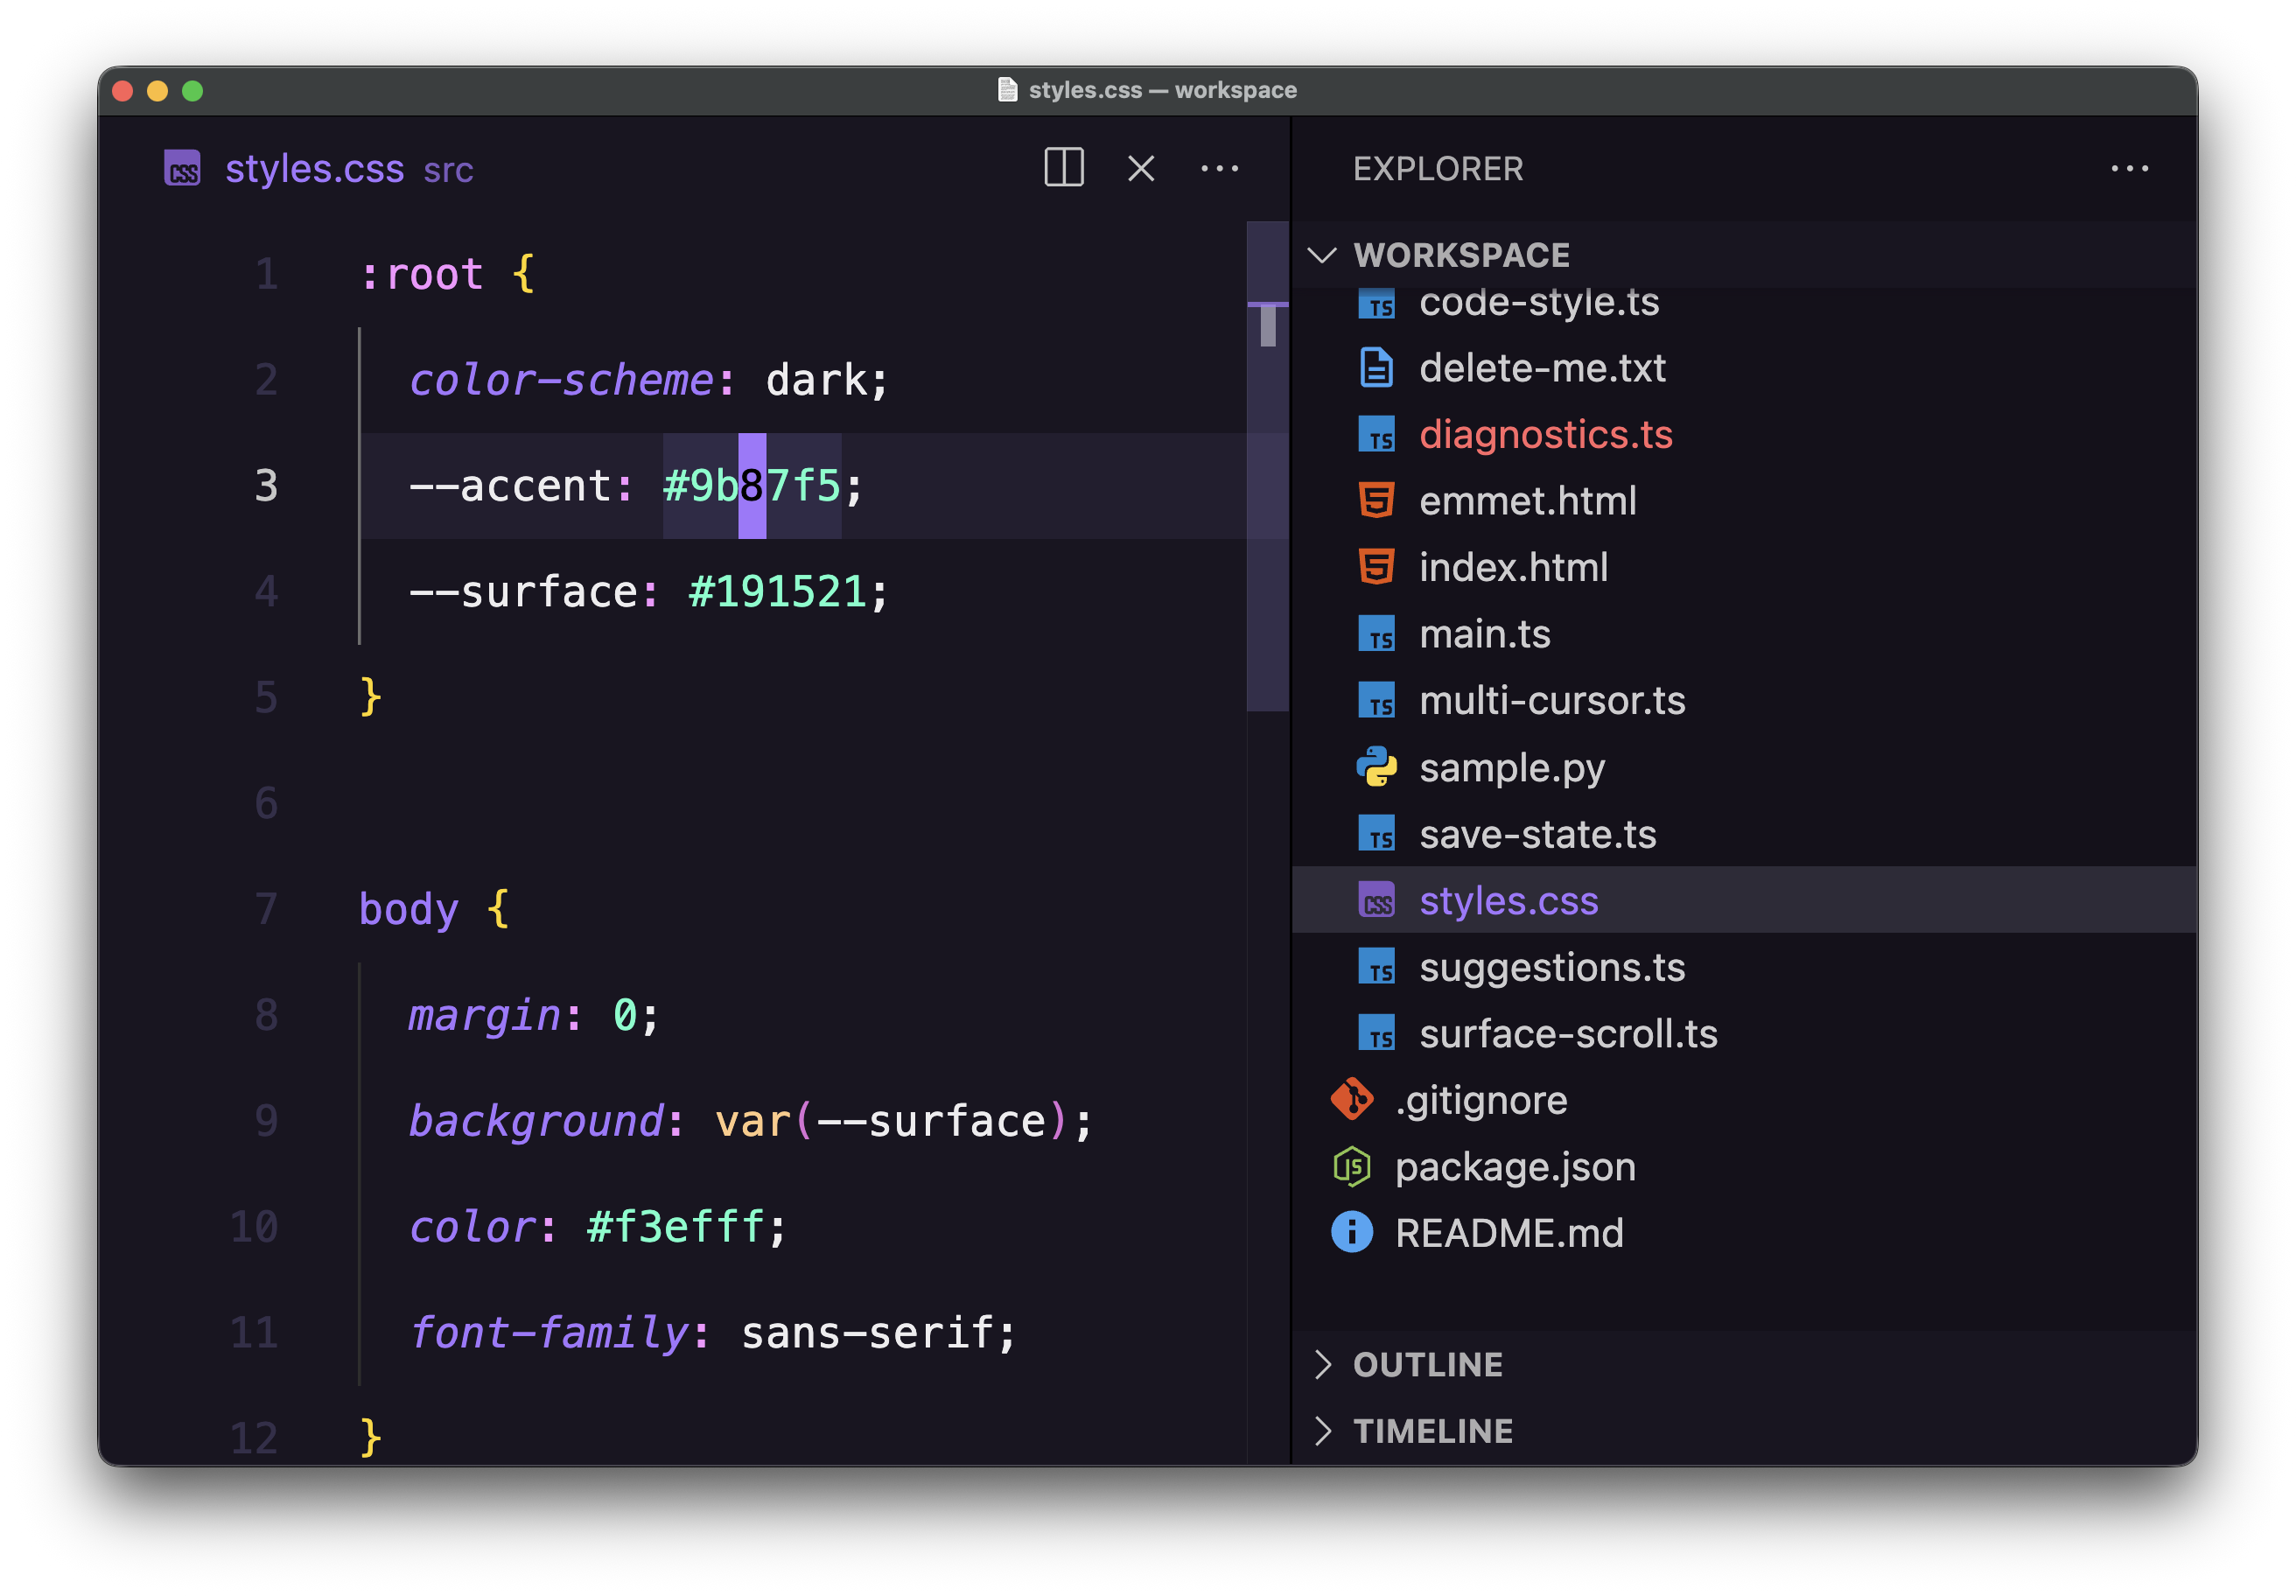 styles.css — workspace
styles.css src
1 :root {
2   color-scheme: dark;
3   --accent: #9b87f5;
4   --surface: #191521;
5 }
6
7 body {
8   margin: 0;
9   background: var(--surface);
10   color: #f3efff;
11   font-family: sans-serif;
12 }
EXPLORER
WORKSPACE
code-style.ts
delete-me.txt
diagnostics.ts
emmet.html
index.html
main.ts
multi-cursor.ts
sample.py
save-state.ts
styles.css
suggestions.ts
surface-scroll.ts
.gitignore
package.json
README.md
OUTLINE
TIMELINE